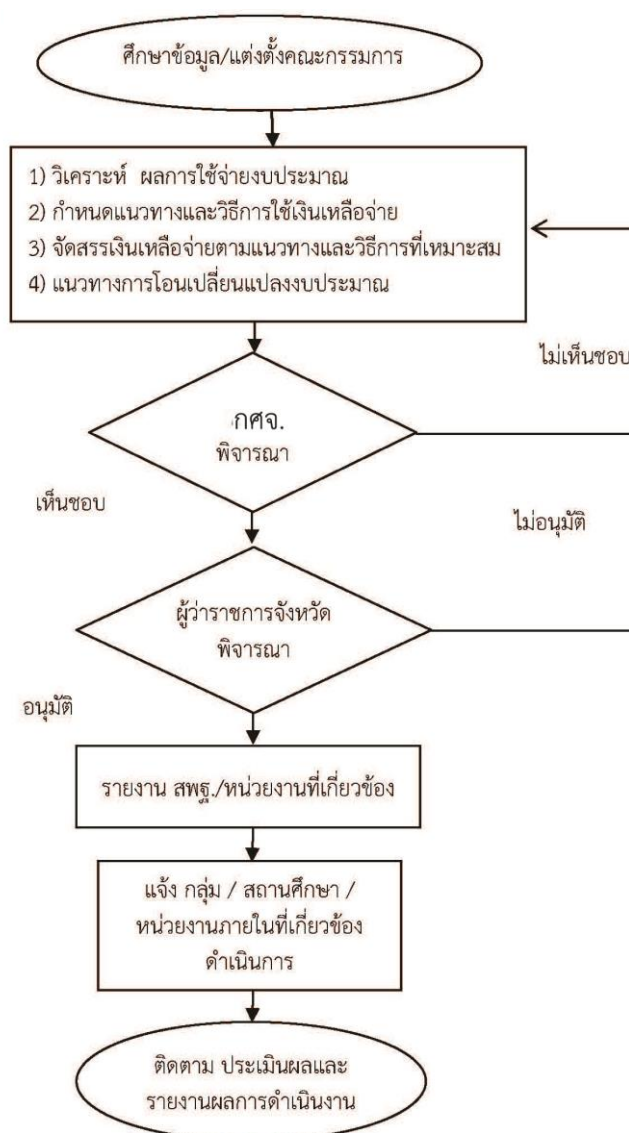 ศึกษาข้อมูล/แต่งตั้งคณะกรรมการ
1) วิเคราะห์ ผลการใช้จ่ายงบประมาณ
2) กำหนดแนวทางและวิธีการใช้เงินเหลือจ่าย
3) จัดสรรเงินเหลือจ่ายตามแนวทางและวิธีการที่เหมาะสม
4) แนวทางการโอนเปลี่ยนแปลงงบประมาณ
ไม่เห็นชอบ
กศจ.
พิจารณา
เห็นชอบ
ไม่อนุมัติ
ผู้ว่าราชการจังหวัด
พิจารณา
อนุมัติ
รายงาน สพฐ./หน่วยงานที่เกี่ยวข้อง
แจ้ง กลุ่ม / สถานศึกษา /
หน่วยงานภายในที่เกี่ยวข้อง
ดำเนินการ
ติดตาม ประเมินผลและ
รายงานผลการดำเนินงาน